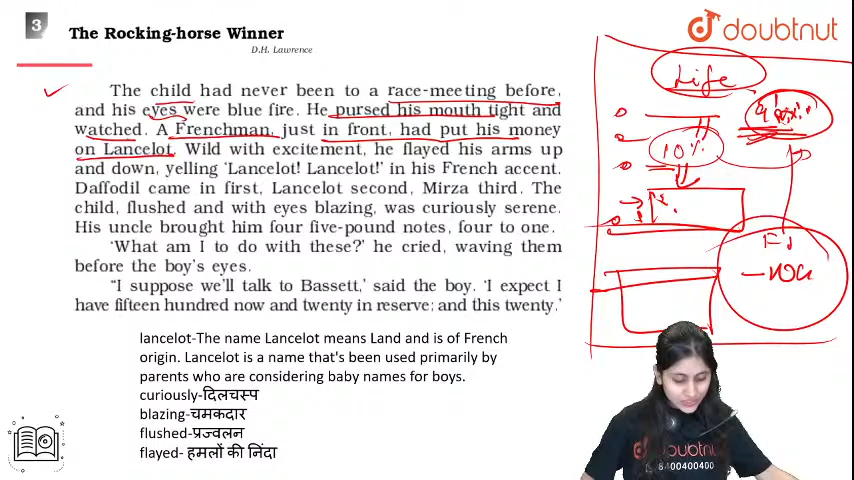 3
The Rocking-horse Winner
D.H. Lawrence
doubtnut
The child had never been to a race-meeting before,
and his eyes were blue fire. He pursed his mouth tight and
watched. A Frenchman, just in front, had put his money
on Lancelot. Wild with excitement, he flayed his arms up
and down, yelling ‘Lancelot! Lancelot!’ in his French accent.
Daffodil came in first, Lancelot second, Mirza third. The
child, flushed and with eyes blazing, was curiously serene.
His uncle brought him four five-pound notes, four to one.
‘What am I to do with these?’ he cried, waving them
before the boy’s eyes.
“I suppose we’ll talk to Bassett,’ said the boy. ‘I expect I
have fifteen hundred now and twenty in reserve; and this twenty.’
Life
10%
lancelot-The name Lancelot means Land and is of French
origin. Lancelot is a name that's been used primarily by
parents who are considering baby names for boys.
curiously-दिलचस्प
blazing-चमकदार
flushed-प्रज्वलन
flayed- हमलों की निंदा
doubtnut
8400400400